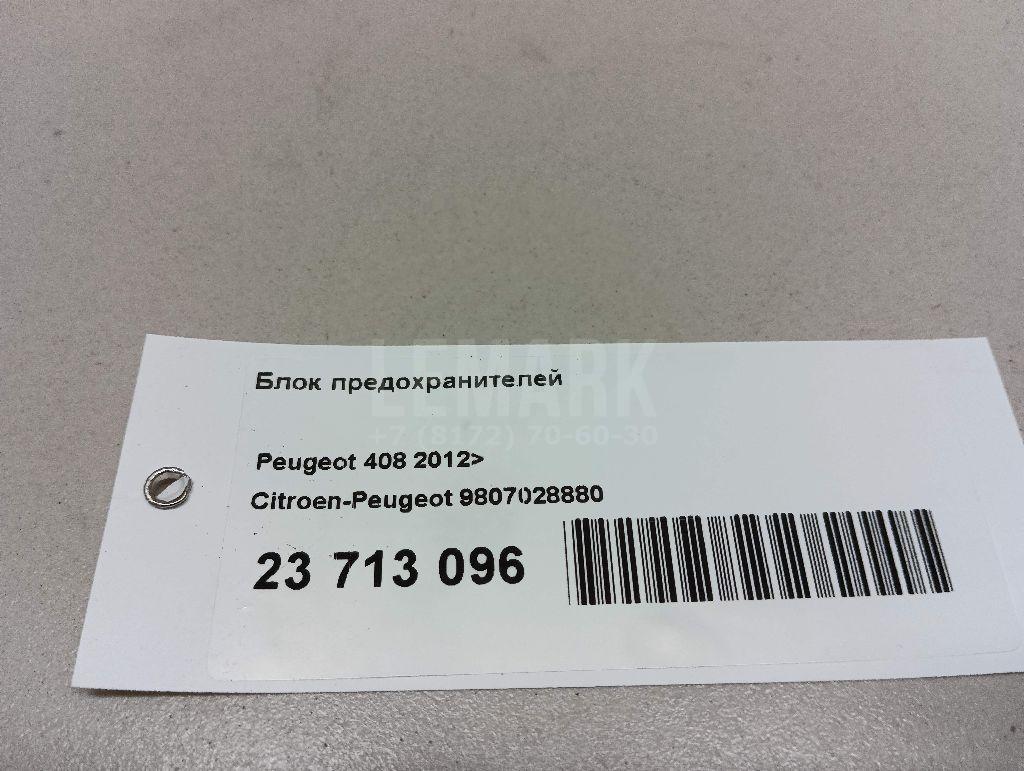 Блок предохранителей
LEMARK
+7 (8172) 70-60-30
Peugeot 408 2012>
Citroen-Peugeot 9807028880
23 713 096